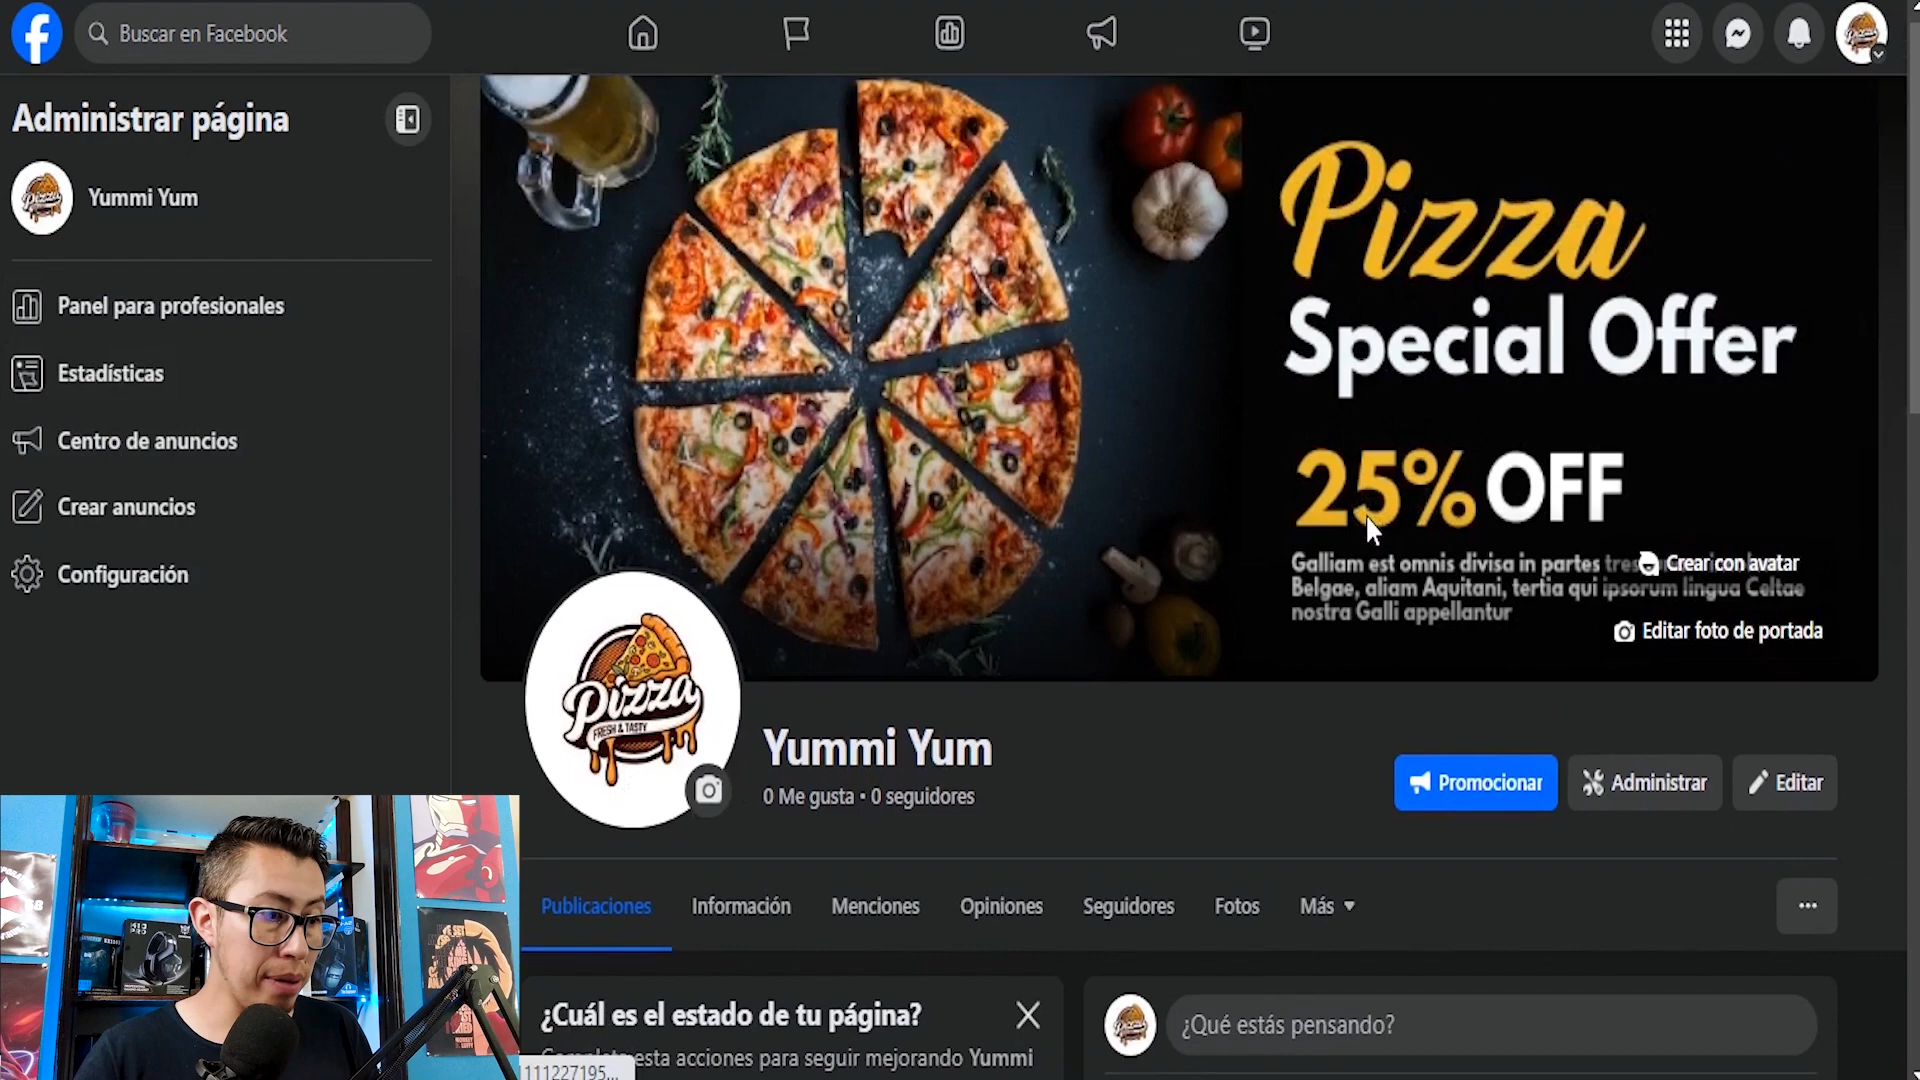 Buscar en Facebook
Administrar página
Yummi Yum
Panel para profesionales
Estadísticas
Centro de anuncios
Crear anuncios
Configuración
Pizza
Special Offer
25% OFF
Galliam est omnis divisa in partes tres
Crear con avatar
Belgae, aliam Aquitani, tertia qui ipsorum lingua Celtae
nostra Galli appellantur
Editar foto de portada
Pizza
FRESH & TASTY
Yummi Yum
0 Me gusta • 0 seguidores
Promocionar
Administrar
Editar
Publicaciones
Información
Menciones
Opiniones
Seguidores
Fotos
Más
¿Cuál es el estado de tu página?
esta acciones para seguir mejorando Yummi
¿Qué estás pensando?
111227195...